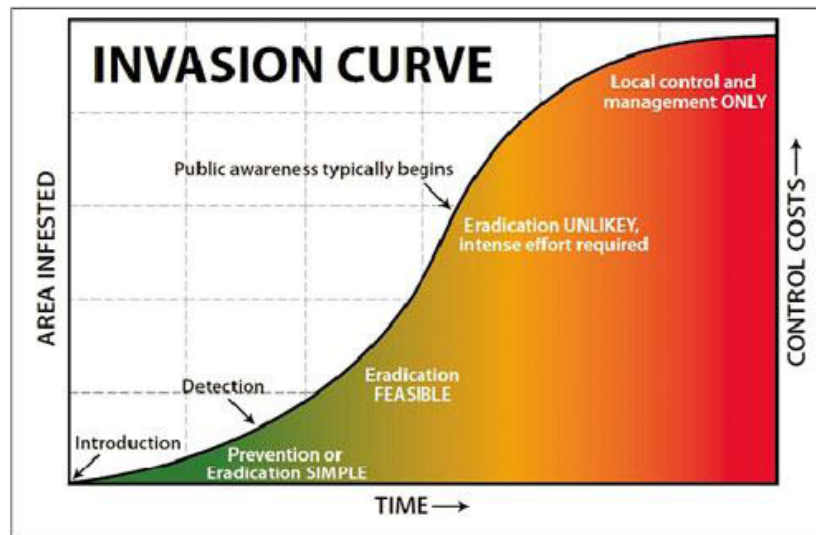 INVASION CURVE
Local control and
management ONLY
Public awareness typically begins
Eradication UNLIKEY,
intense effort required
Eradication
FEASIBLE
Detection
Introduction
Prevention or
Eradication SIMPLE
AREA INFESTED
CONTROL COSTS→
TIME →